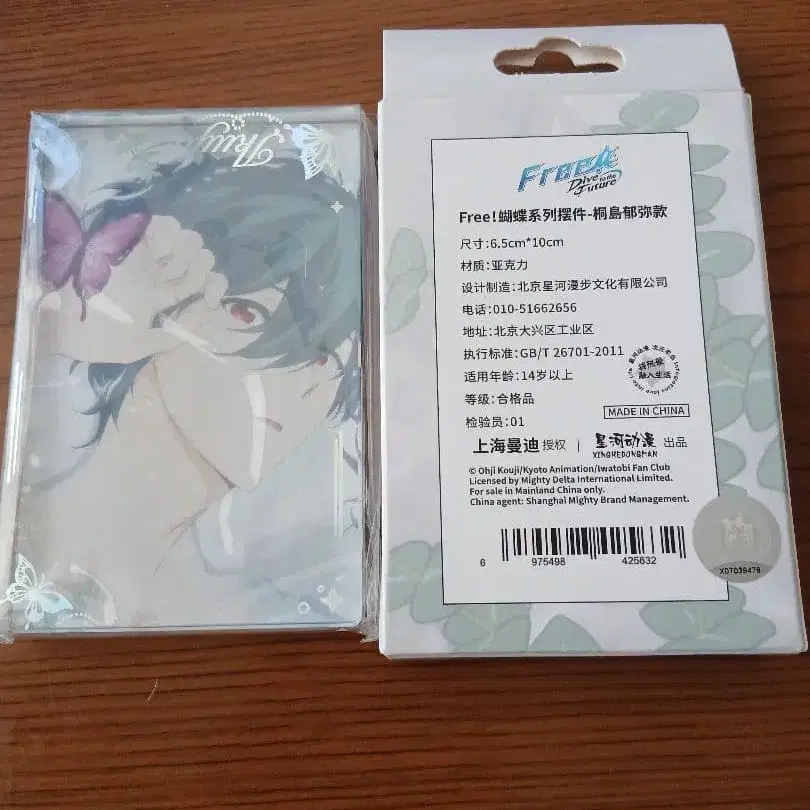 Ikuya
Free!
Dive
to the
Future
Free!蝴蝶系列摆件-桐島郁弥款
尺寸:6.5cm*10cm
材质:亚克力
设计制造:北京星河漫步文化有限公司
电话:010-51662656
地址:北京大兴区工业区
执行标准:GB/T 26701-2011
适用年龄:14岁以上
等级:合格品
检验员:01
融入生活
MADE IN CHINA
上海曼迪 授权 | 星河动漫 出品
XINGHEDONGMAN
© Ohji Kouji/Kyoto Animation/Iwatobi Fan Club
Licensed by Mighty Delta International Limited.
For sale in Mainland China only.
China agent: Shanghai Mighty Brand Management.
6 975498 425632
X07039478